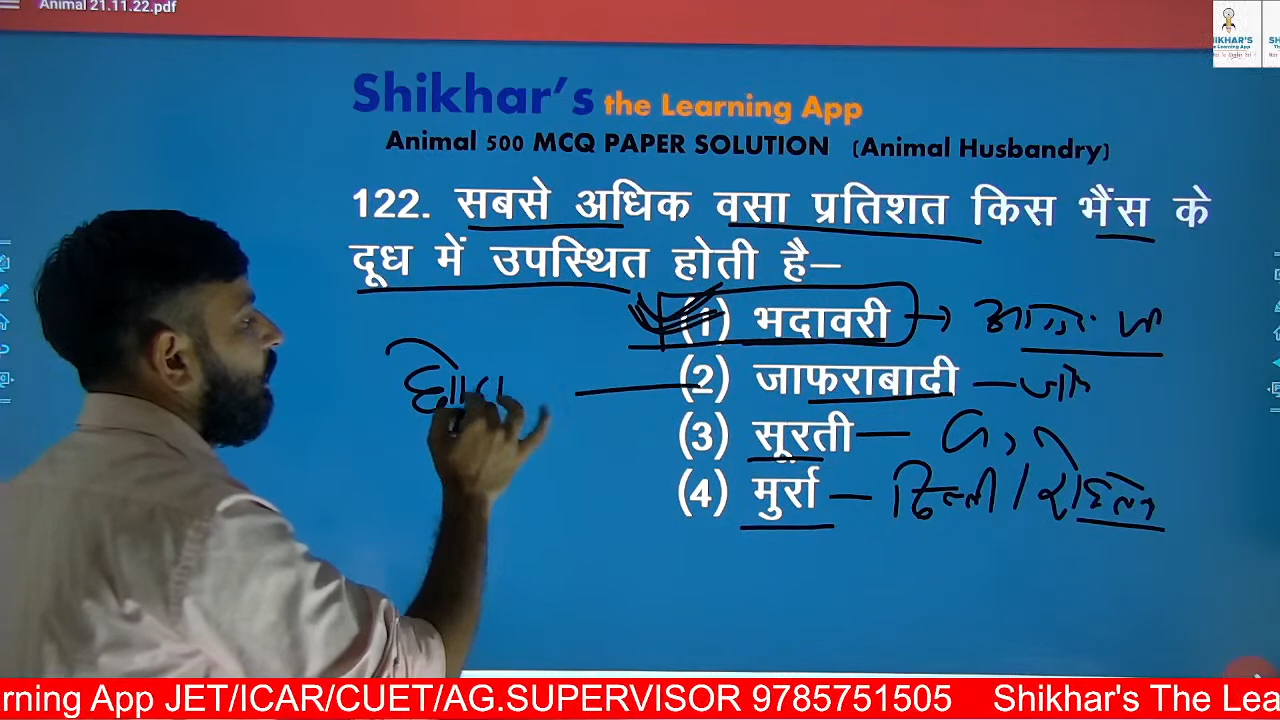 Animal 21.11.22.pdf
SHIKHAR'S
Shikhar's the Learning App
Animal 500 MCQ PAPER SOLUTION (Animal Husbandry)
122. सबसे अधिक वसा प्रतिशत किस भैंस के
दूध में उपस्थित होती है–
(1) भदावरी
(2) जाफराबादी
(3) सूरती
(4) मुर्रा
rning App JET/ICAR/CUET/AG.SUPERVISOR 9785751505 Shikhar's The Lea